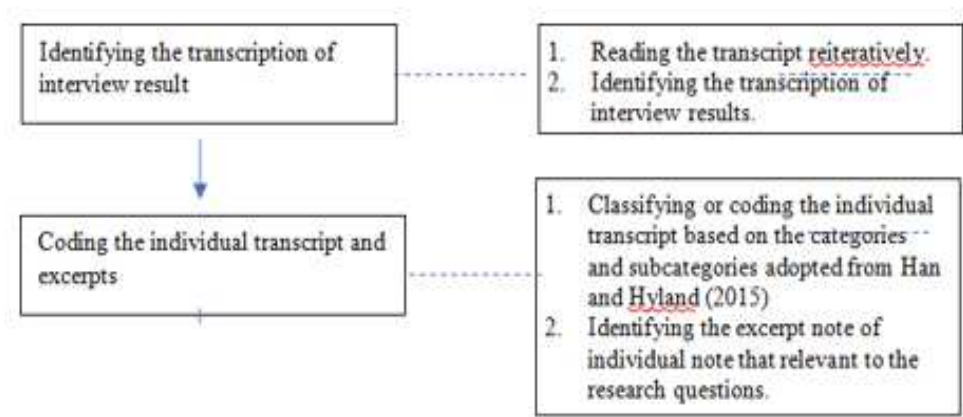 Identifying the transcription of
interview result
1. Reading the transcript reiteratively.
2. Identifying the transcription of
interview results.
Coding the individual transcript and
excerpts
1. Classifying or coding the individual
transcript based on the categories
and subcategories adopted from Han
and Hyland (2015)
2. Identifying the excerpt note of
individual note that relevant to the
research questions.